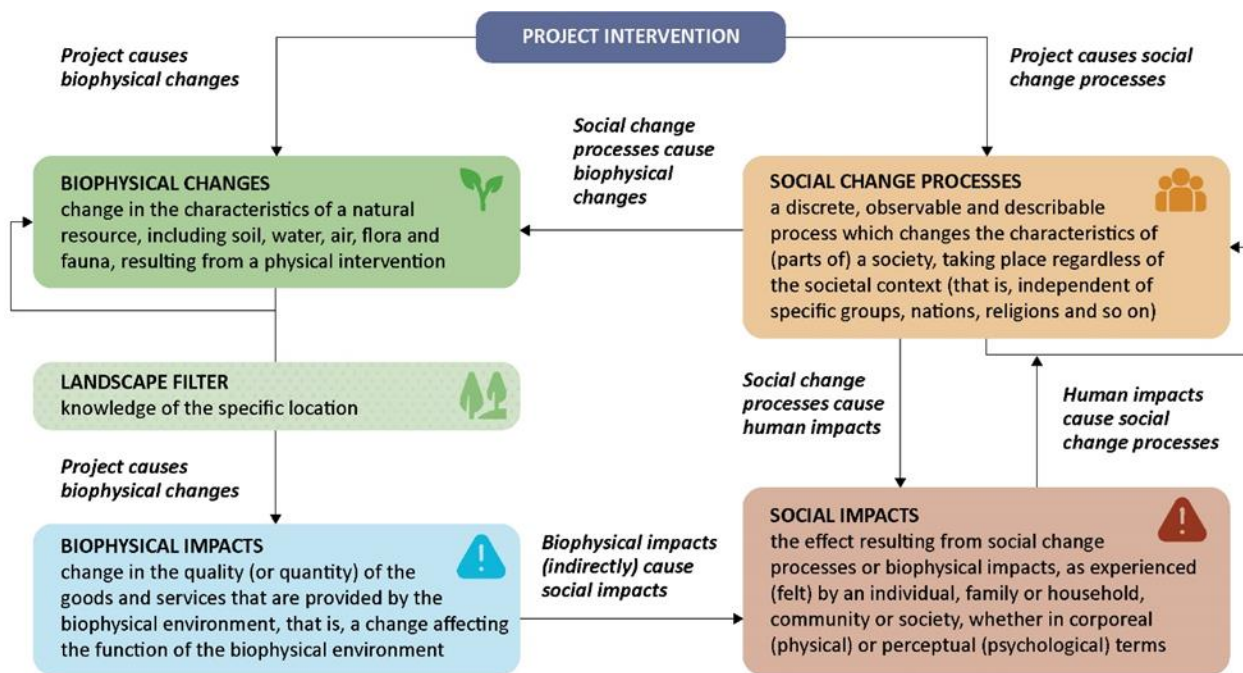 PROJECT INTERVENTION
Project causes
biophysical changes
Project causes social
change processes
Social change
processes cause
biophysical
changes
BIOPHYSICAL CHANGES
change in the characteristics of a natural
resource, including soil, water, air, flora and
fauna, resulting from a physical intervention
SOCIAL CHANGE PROCESSES
a discrete, observable and describable
process which changes the characteristics of
(parts of) a society, taking place regardless of
the societal context (that is, independent of
specific groups, nations, religions and so on)
LANDSCAPE FILTER
knowledge of the specific location
Social change
processes cause
human impacts
Human impacts
cause social
change processes
Project causes
biophysical changes
BIOPHYSICAL IMPACTS
change in the quality (or quantity) of the
goods and services that are provided by the
biophysical environment, that is, a change affecting
the function of the biophysical environment
Biophysical impacts
(indirectly) cause
social impacts
SOCIAL IMPACTS
the effect resulting from social change
processes or biophysical impacts, as experienced
(felt) by an individual, family or household,
community or society, whether in corporeal
(physical) or perceptual (psychological) terms